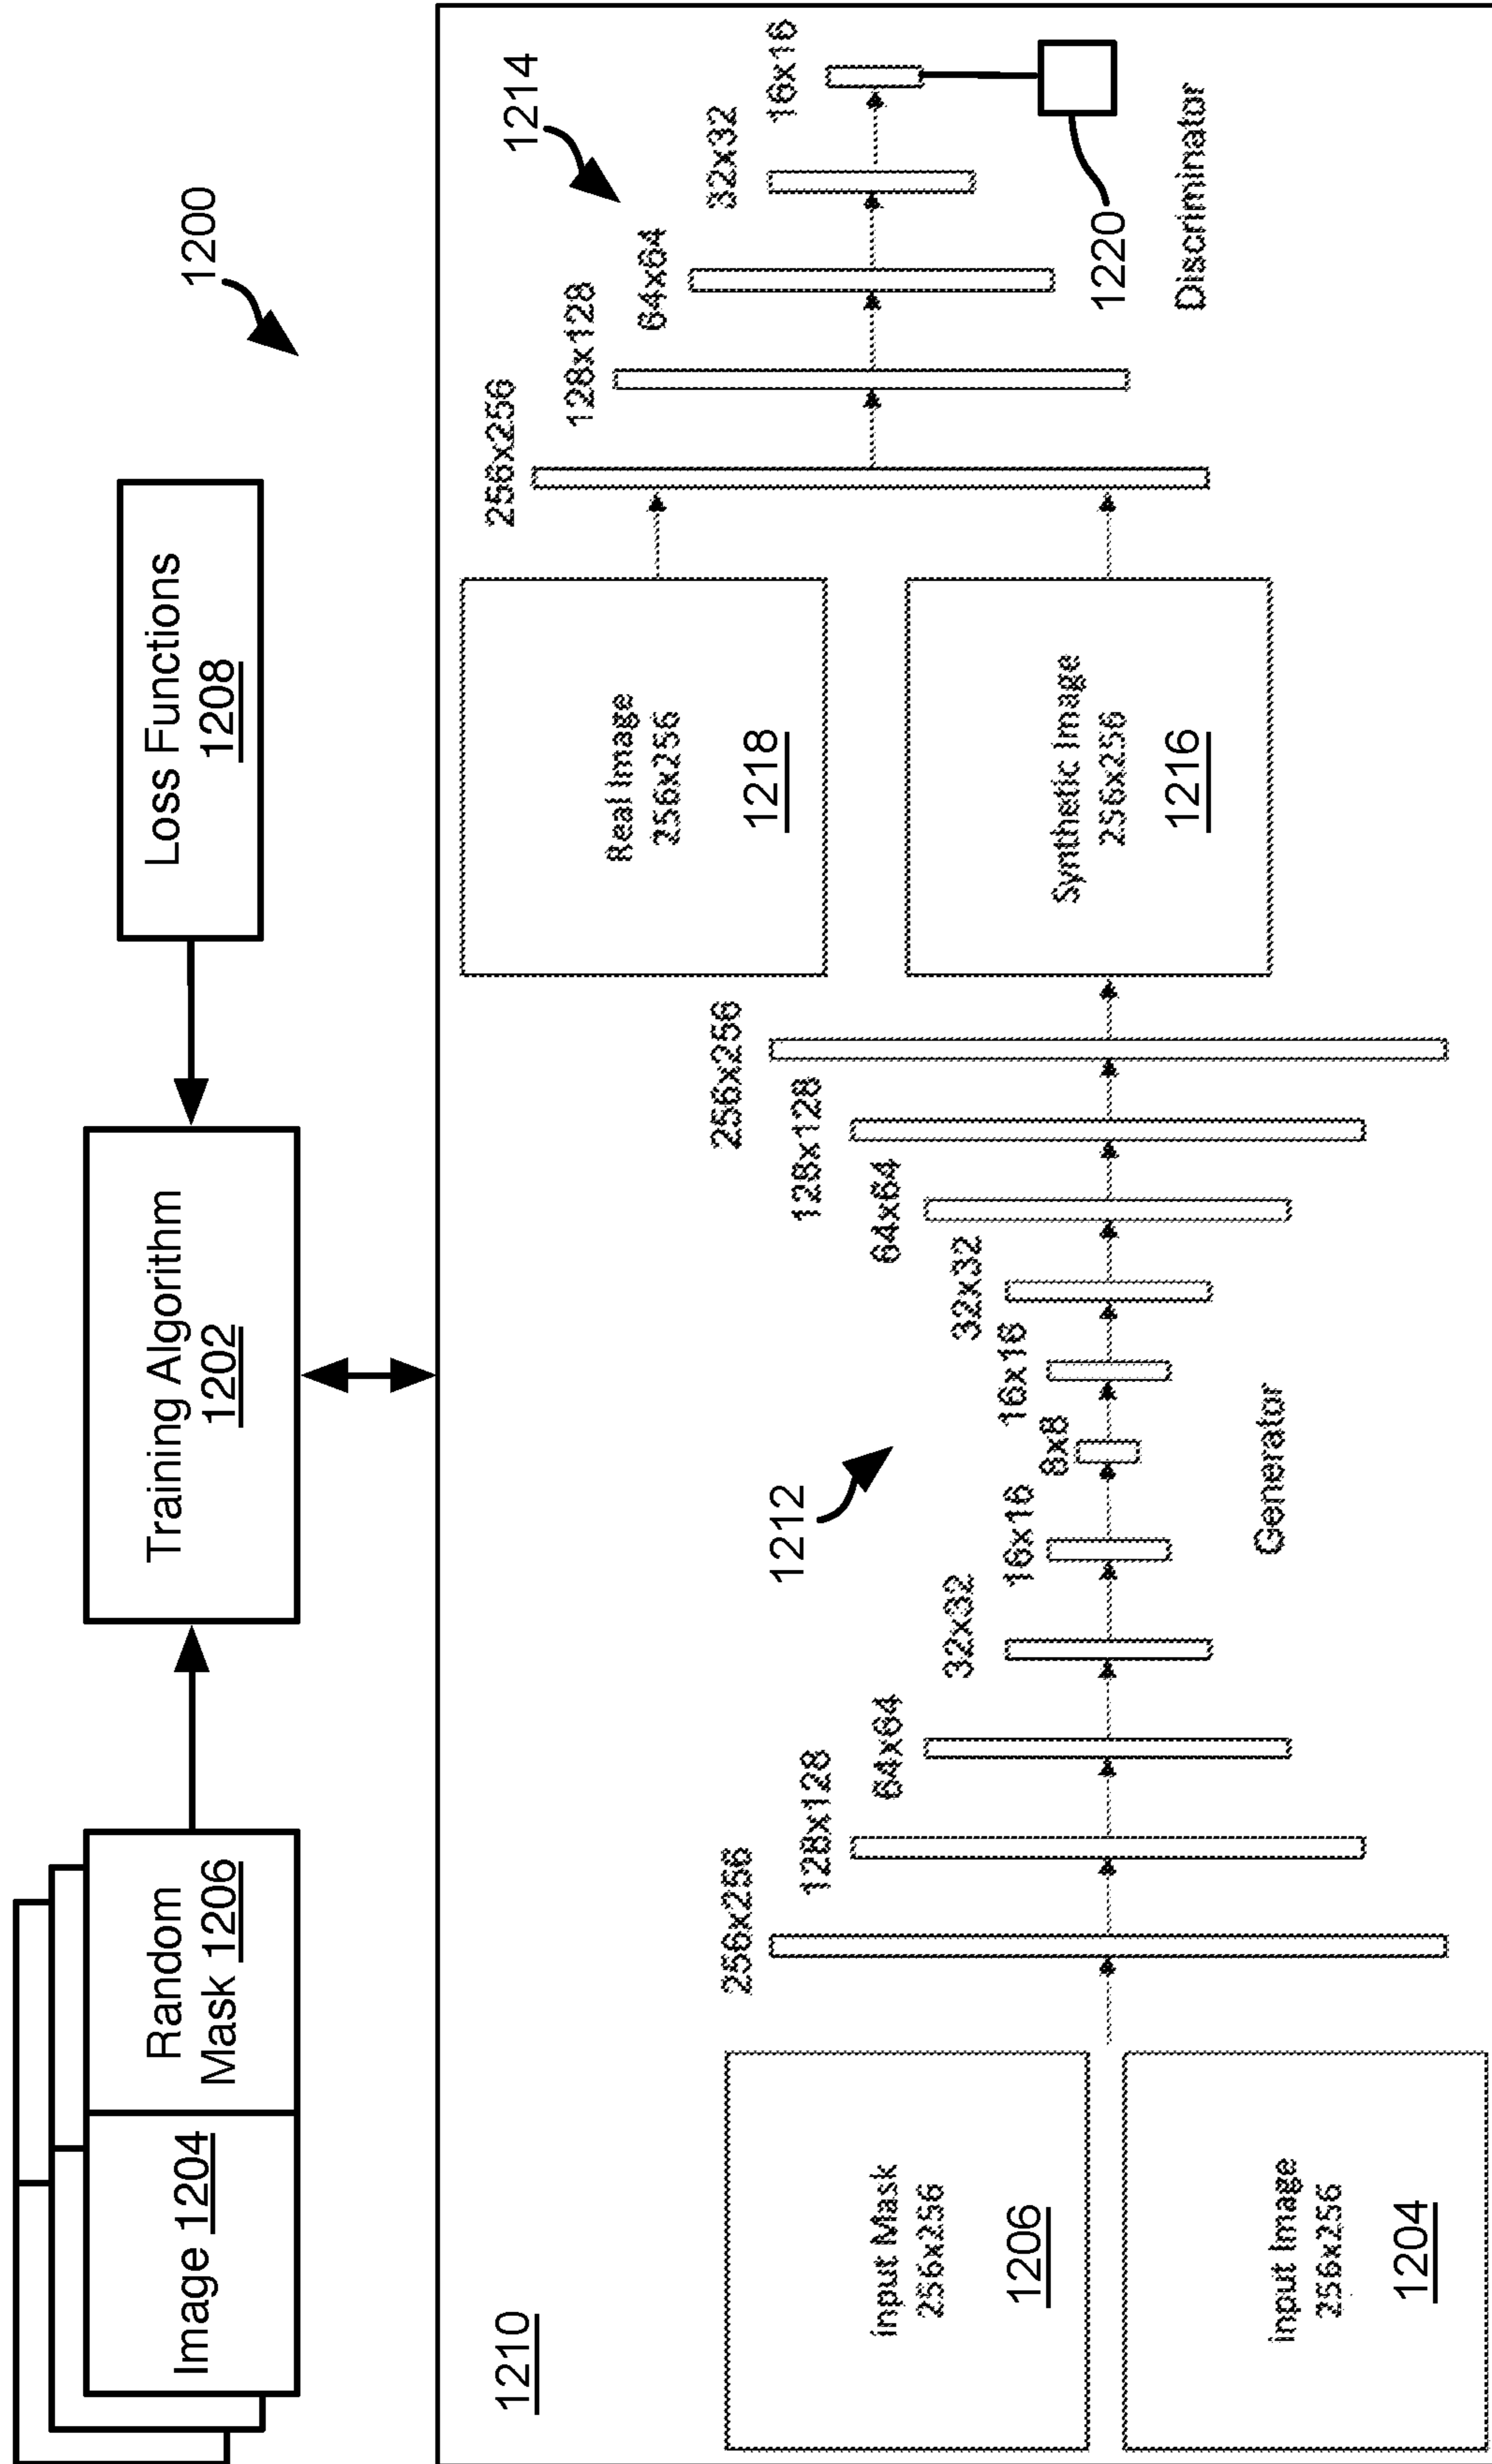 1200
Image 1204
Random
Mask 1206
Training Algorithm
1202
Loss Functions
1208
1210
Input Mask
256x256
1206
Input Image
256x256
1204
256x256
128x128
64x64
32x32
16x16
8x8
16x16
32x32
64x64
128x128
256x256
1212
Generator
Real Image
256x256
1218
Synthetic Image
256x256
1216
256x256
128x128
64x64
32x32
16x16
1214
1220
Discriminator